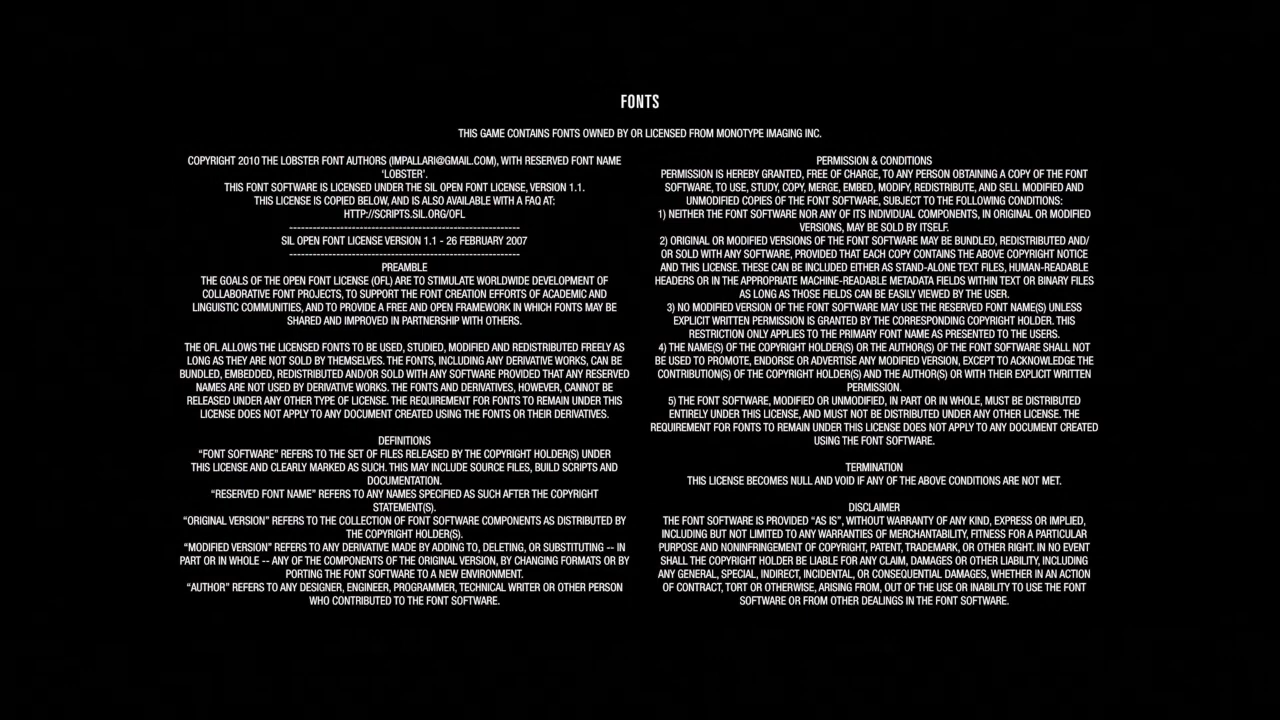 FONTS
THIS GAME CONTAINS FONTS OWNED BY OR LICENSED FROM MONOTYPE IMAGING INC.
COPYRIGHT 2010 THE LOBSTER FONT AUTHORS (IMPALLARI@GMAIL.COM), WITH RESERVED FONT NAME
'LOBSTER'.
THIS FONT SOFTWARE IS LICENSED UNDER THE SIL OPEN FONT LICENSE, VERSION 1.1.
THIS LICENSE IS COPIED BELOW, AND IS ALSO AVAILABLE WITH A FAQ AT:
HTTP://SCRIPTS.SIL.ORG/OFL
-----------------------------------------------------------
SIL OPEN FONT LICENSE VERSION 1.1 - 26 FEBRUARY 2007
-----------------------------------------------------------
PREAMBLE
THE GOALS OF THE OPEN FONT LICENSE (OFL) ARE TO STIMULATE WORLDWIDE DEVELOPMENT OF
COLLABORATIVE FONT PROJECTS, TO SUPPORT THE FONT CREATION EFFORTS OF ACADEMIC AND
LINGUISTIC COMMUNITIES, AND TO PROVIDE A FREE AND OPEN FRAMEWORK IN WHICH FONTS MAY BE
SHARED AND IMPROVED IN PARTNERSHIP WITH OTHERS.
THE OFL ALLOWS THE LICENSED FONTS TO BE USED, STUDIED, MODIFIED AND REDISTRIBUTED FREELY AS
LONG AS THEY ARE NOT SOLD BY THEMSELVES. THE FONTS, INCLUDING ANY DERIVATIVE WORKS, CAN BE
BUNDLED, EMBEDDED, REDISTRIBUTED AND/OR SOLD WITH ANY SOFTWARE PROVIDED THAT ANY RESERVED
NAMES ARE NOT USED BY DERIVATIVE WORKS. THE FONTS AND DERIVATIVES, HOWEVER, CANNOT BE
RELEASED UNDER ANY OTHER TYPE OF LICENSE. THE REQUIREMENT FOR FONTS TO REMAIN UNDER THIS
LICENSE DOES NOT APPLY TO ANY DOCUMENT CREATED USING THE FONTS OR THEIR DERIVATIVES.
DEFINITIONS
"FONT SOFTWARE" REFERS TO THE SET OF FILES RELEASED BY THE COPYRIGHT HOLDER(S) UNDER
THIS LICENSE AND CLEARLY MARKED AS SUCH. THIS MAY INCLUDE SOURCE FILES, BUILD SCRIPTS AND
DOCUMENTATION.
"RESERVED FONT NAME" REFERS TO ANY NAMES SPECIFIED AS SUCH AFTER THE COPYRIGHT
STATEMENT(S).
"ORIGINAL VERSION" REFERS TO THE COLLECTION OF FONT SOFTWARE COMPONENTS AS DISTRIBUTED BY
THE COPYRIGHT HOLDER(S).
"MODIFIED VERSION" REFERS TO ANY DERIVATIVE MADE BY ADDING TO, DELETING, OR SUBSTITUTING -- IN
PART OR IN WHOLE -- ANY OF THE COMPONENTS OF THE ORIGINAL VERSION, BY CHANGING FORMATS OR BY
PORTING THE FONT SOFTWARE TO A NEW ENVIRONMENT.
"AUTHOR" REFERS TO ANY DESIGNER, ENGINEER, PROGRAMMER, TECHNICAL WRITER OR OTHER PERSON
WHO CONTRIBUTED TO THE FONT SOFTWARE.
PERMISSION & CONDITIONS
PERMISSION IS HEREBY GRANTED, FREE OF CHARGE, TO ANY PERSON OBTAINING A COPY OF THE FONT
SOFTWARE, TO USE, STUDY, COPY, MERGE, EMBED, MODIFY, REDISTRIBUTE, AND SELL MODIFIED AND
UNMODIFIED COPIES OF THE FONT SOFTWARE, SUBJECT TO THE FOLLOWING CONDITIONS:
1) NEITHER THE FONT SOFTWARE NOR ANY OF ITS INDIVIDUAL COMPONENTS, IN ORIGINAL OR MODIFIED
VERSIONS, MAY BE SOLD BY ITSELF.
2) ORIGINAL OR MODIFIED VERSIONS OF THE FONT SOFTWARE MAY BE BUNDLED, REDISTRIBUTED AND/
OR SOLD WITH ANY SOFTWARE, PROVIDED THAT EACH COPY CONTAINS THE ABOVE COPYRIGHT NOTICE
AND THIS LICENSE. THESE CAN BE INCLUDED EITHER AS STAND-ALONE TEXT FILES, HUMAN-READABLE
HEADERS OR IN THE APPROPRIATE MACHINE-READABLE METADATA FIELDS WITHIN TEXT OR BINARY FILES
AS LONG AS THOSE FIELDS CAN BE EASILY VIEWED BY THE USER.
3) NO MODIFIED VERSION OF THE FONT SOFTWARE MAY USE THE RESERVED FONT NAME(S) UNLESS
EXPLICIT WRITTEN PERMISSION IS GRANTED BY THE CORRESPONDING COPYRIGHT HOLDER. THIS
RESTRICTION ONLY APPLIES TO THE PRIMARY FONT NAME AS PRESENTED TO THE USERS.
4) THE NAME(S) OF THE COPYRIGHT HOLDER(S) OR THE AUTHOR(S) OF THE FONT SOFTWARE SHALL NOT
BE USED TO PROMOTE, ENDORSE OR ADVERTISE ANY MODIFIED VERSION, EXCEPT TO ACKNOWLEDGE THE
CONTRIBUTION(S) OF THE COPYRIGHT HOLDER(S) AND THE AUTHOR(S) OR WITH THEIR EXPLICIT WRITTEN
PERMISSION.
5) THE FONT SOFTWARE, MODIFIED OR UNMODIFIED, IN PART OR IN WHOLE, MUST BE DISTRIBUTED
ENTIRELY UNDER THIS LICENSE, AND MUST NOT BE DISTRIBUTED UNDER ANY OTHER LICENSE. THE
REQUIREMENT FOR FONTS TO REMAIN UNDER THIS LICENSE DOES NOT APPLY TO ANY DOCUMENT CREATED
USING THE FONT SOFTWARE.
TERMINATION
THIS LICENSE BECOMES NULL AND VOID IF ANY OF THE ABOVE CONDITIONS ARE NOT MET.
DISCLAIMER
THE FONT SOFTWARE IS PROVIDED "AS IS", WITHOUT WARRANTY OF ANY KIND, EXPRESS OR IMPLIED,
INCLUDING BUT NOT LIMITED TO ANY WARRANTIES OF MERCHANTABILITY, FITNESS FOR A PARTICULAR
PURPOSE AND NONINFRINGEMENT OF COPYRIGHT, PATENT, TRADEMARK, OR OTHER RIGHT. IN NO EVENT
SHALL THE COPYRIGHT HOLDER BE LIABLE FOR ANY CLAIM, DAMAGES OR OTHER LIABILITY, INCLUDING
ANY GENERAL, SPECIAL, INDIRECT, INCIDENTAL, OR CONSEQUENTIAL DAMAGES, WHETHER IN AN ACTION
OF CONTRACT, TORT OR OTHERWISE, ARISING FROM, OUT OF THE USE OR INABILITY TO USE THE FONT
SOFTWARE OR FROM OTHER DEALINGS IN THE FONT SOFTWARE.